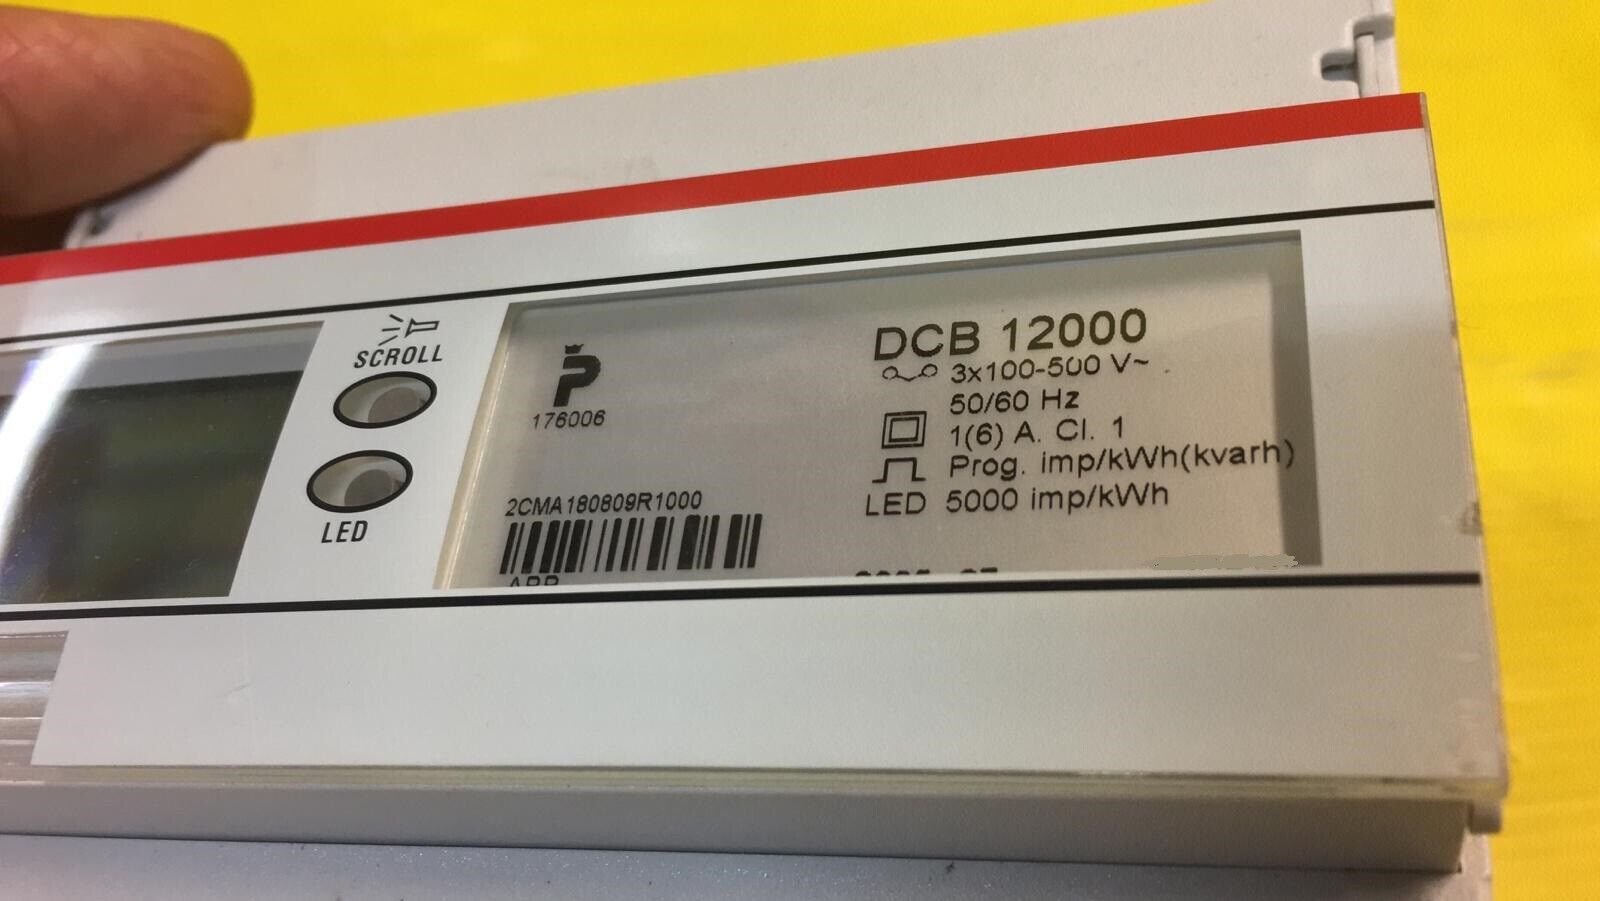 SCROLL
LED
P
176006
2CMA180809R1000
DCB 12000
3x100-500 V~
50/60 Hz
1(6) A. Cl. 1
Prog. imp/kWh(kvarh)
LED 5000 imp/kWh